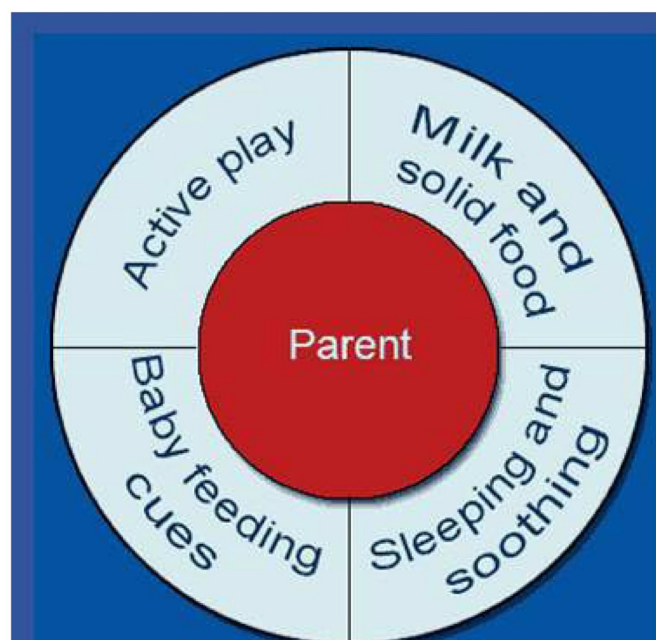 Active play
Milk and
solid food
Parent
Baby feeding
cues
Sleeping and
soothing